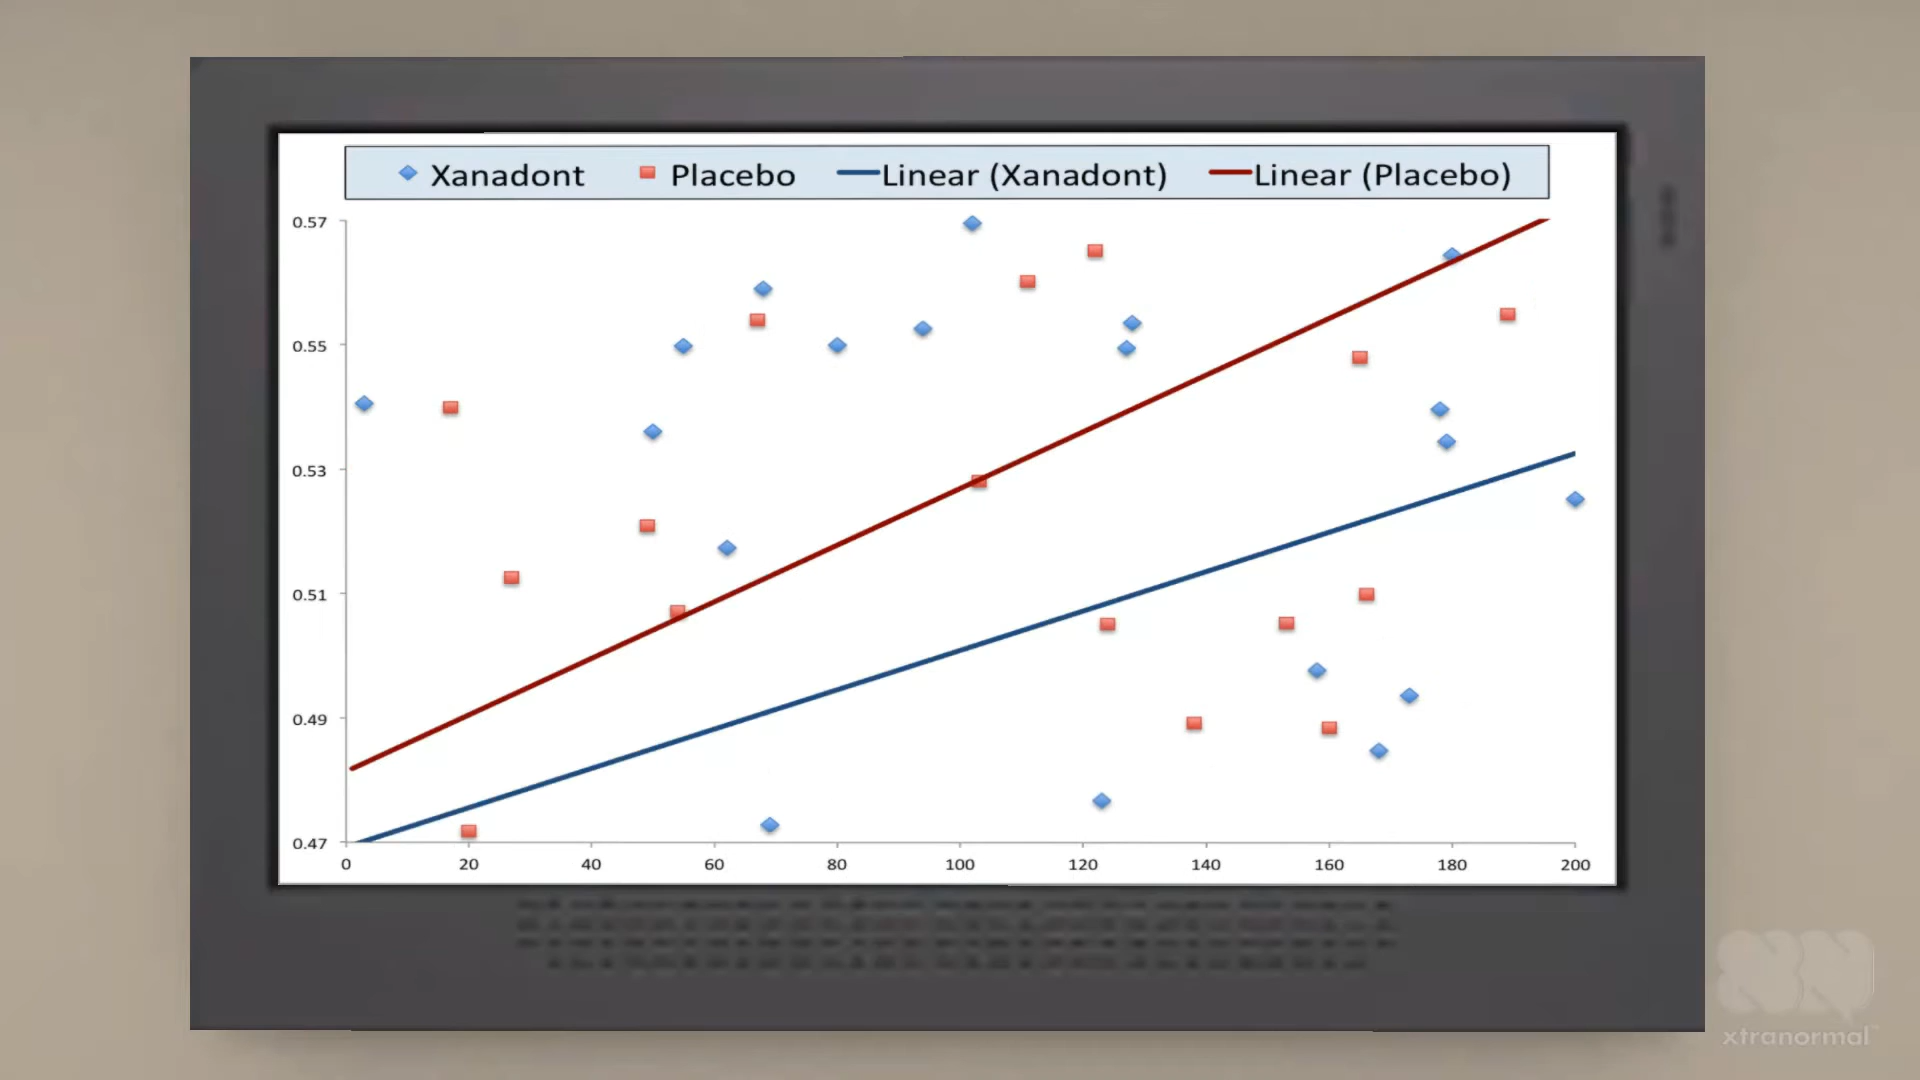 Xanadont Placebo Linear (Xanadont) Linear (Placebo)
0.57
0.55
0.53
0.51
0.49
0.47
0 20 40 60 80 100 120 140 160 180 200
xtranormal™